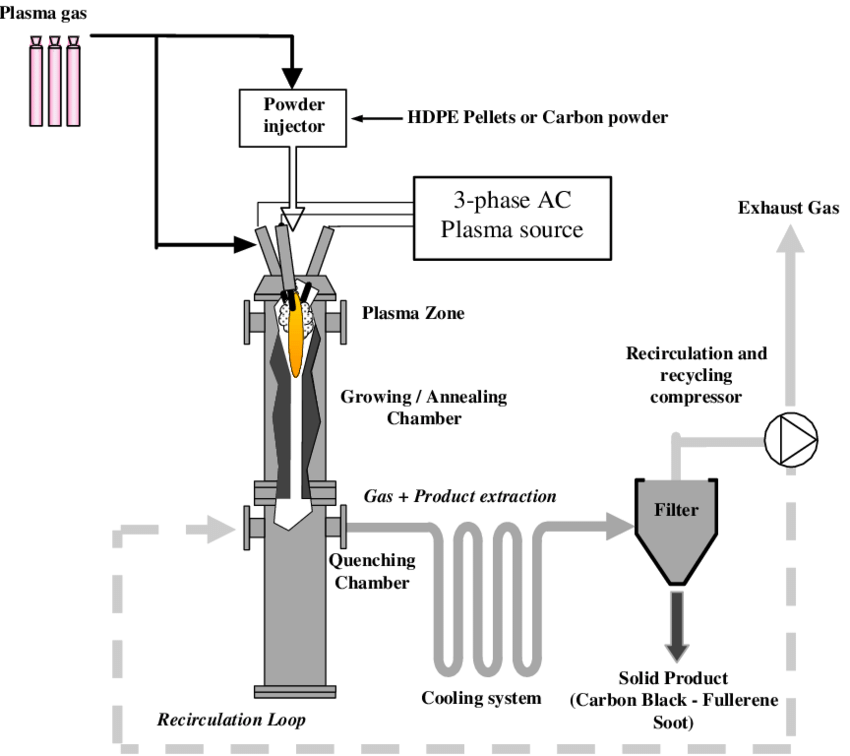 Plasma gas
Powder
injector
HDPE Pellets or Carbon powder
3-phase AC
Plasma source
Exhaust Gas
Plasma Zone
Recirculation and
recycling
compressor
Growing / Annealing
Chamber
Gas + Product extraction
Filter
Quenching
Chamber
Cooling system
Solid Product
(Carbon Black - Fullerene
Soot)
Recirculation Loop